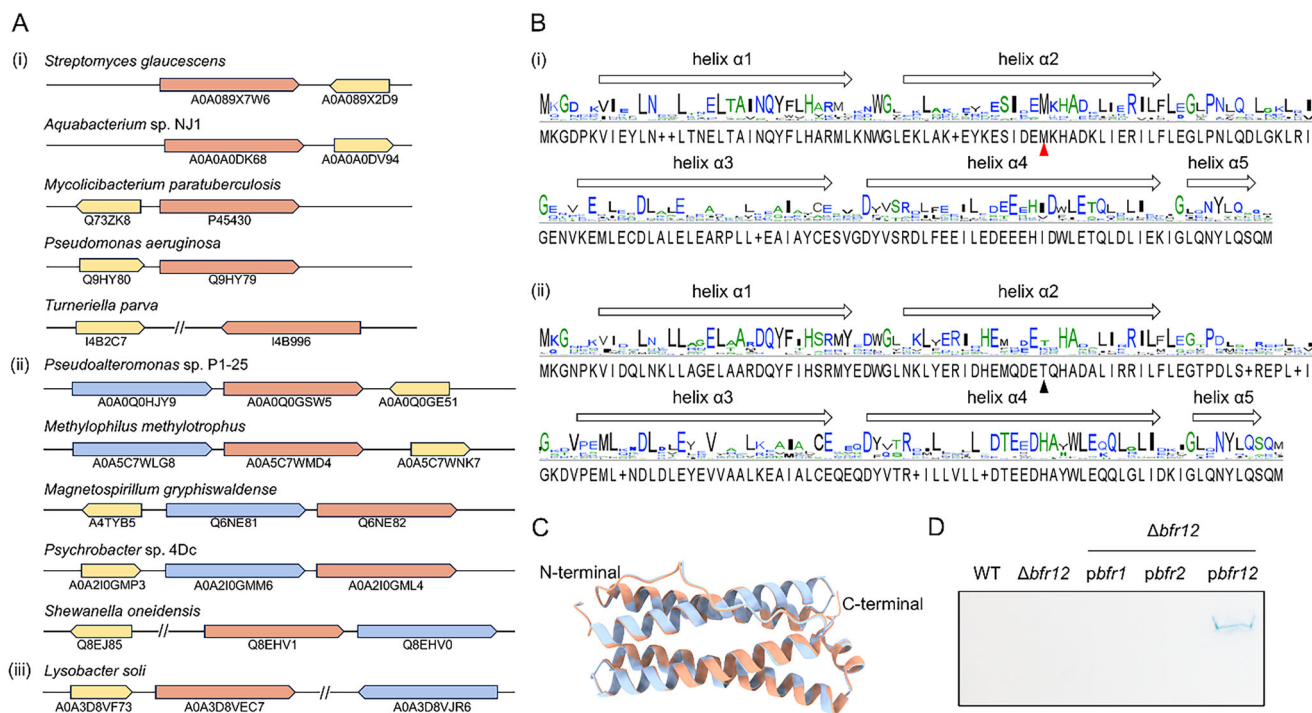 A
(i)
Streptomyces glaucescens
A0A089X7W6
A0A089X2D9
Aquabacterium sp. NJ1
A0A0A0DK68
A0A0A0DV94
Mycolicibacterium paratuberculosis
Q73ZK8
P45430
Pseudomonas aeruginosa
Q9HY80
Q9HY79
Turneriella parva
//
I4B2C7
I4B996
(ii)
Pseudoalteromonas sp. P1-25
A0A0Q0HJY9
A0A0Q0GSW5
A0A0Q0GE51
Methylophilus methylotrophus
A0A5C7WLG8
A0A5C7WMD4
A0A5C7WNK7
Magnetospirillum gryphiswaldense
A4TYB5
Q6NE81
Q6NE82
Psychrobacter sp. 4Dc
A0A2I0GMP3
A0A2I0GMM6
A0A2I0GML4
Shewanella oneidensis
//
Q8EJ85
Q8EHV1
Q8EHV0
(iii)
Lysobacter soli
//
A0A3D8VF73
A0A3D8VEC7
A0A3D8VJR6
B
(i)
helix α1
helix α2
MKGDPKVIEYLN++LTNELTAINQYFLHARMLKNWGLEKLAK+EYKESIDEMKHADKLIERILFLEGLPNLQDLGKLRI
helix α3
helix α4
helix α5
GENVKEMLECDLALELEARPLL+EAIAYCESVGDYVSRDLFEEILEDEEEHIDWLETQLDLIEKIGLQNYLQSQM
(ii)
helix α1
helix α2
MKGNPKVIDQLNKLLAGELAARDQYFIHSRMYEDWGLNKLYERIDHEMQDETQHADALIRRILFLEGTPDLS+REPL+I
helix α3
helix α4
helix α5
GKDVPEML+NDLDLEYEVVAALKEAIALCEQEQDYVTR+ILLVLL+DTEEDHAYWLEQQLGLIDKIGLQNYLQSQM
C
N-terminal
C-terminal
D
Δbfr12
WT
Δbfr12
pbfr1
pbfr2
pbfr12